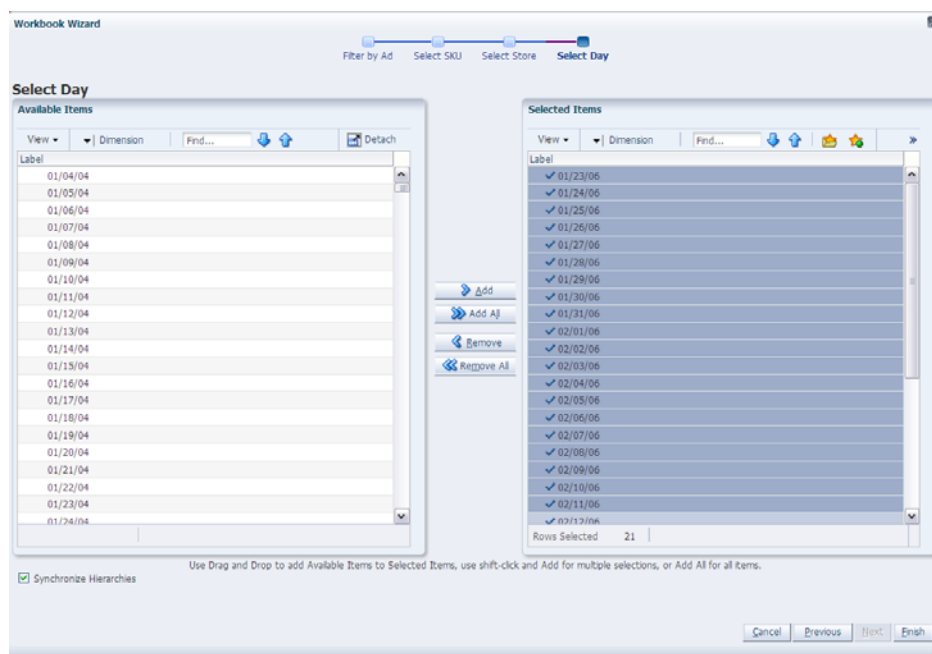 Workbook Wizard
Filter by Ad Select SKU Select Store Select Day
Select Day
Available Items
View Dimension Find... Detach
Label
01/04/04
01/05/04
01/06/04
01/07/04
01/08/04
01/09/04
01/10/04
01/11/04
01/12/04
01/13/04
01/14/04
01/15/04
01/16/04
01/17/04
01/18/04
01/19/04
01/20/04
01/21/04
01/22/04
01/23/04
01/24/04
Add
Add All
Remove
Remove All
Selected Items
View Dimension Find... »
Label
01/23/06
01/24/06
01/25/06
01/26/06
01/27/06
01/28/06
01/29/06
01/30/06
01/31/06
02/01/06
02/02/06
02/03/06
02/04/06
02/05/06
02/06/06
02/07/06
02/08/06
02/09/06
02/10/06
02/11/06
02/12/06
Rows Selected 21
Use Drag and Drop to add Available Items to Selected Items, use shift-click and Add for multiple selections, or Add All for all items.
Synchronize Hierarchies
Cancel Previous Next Finish